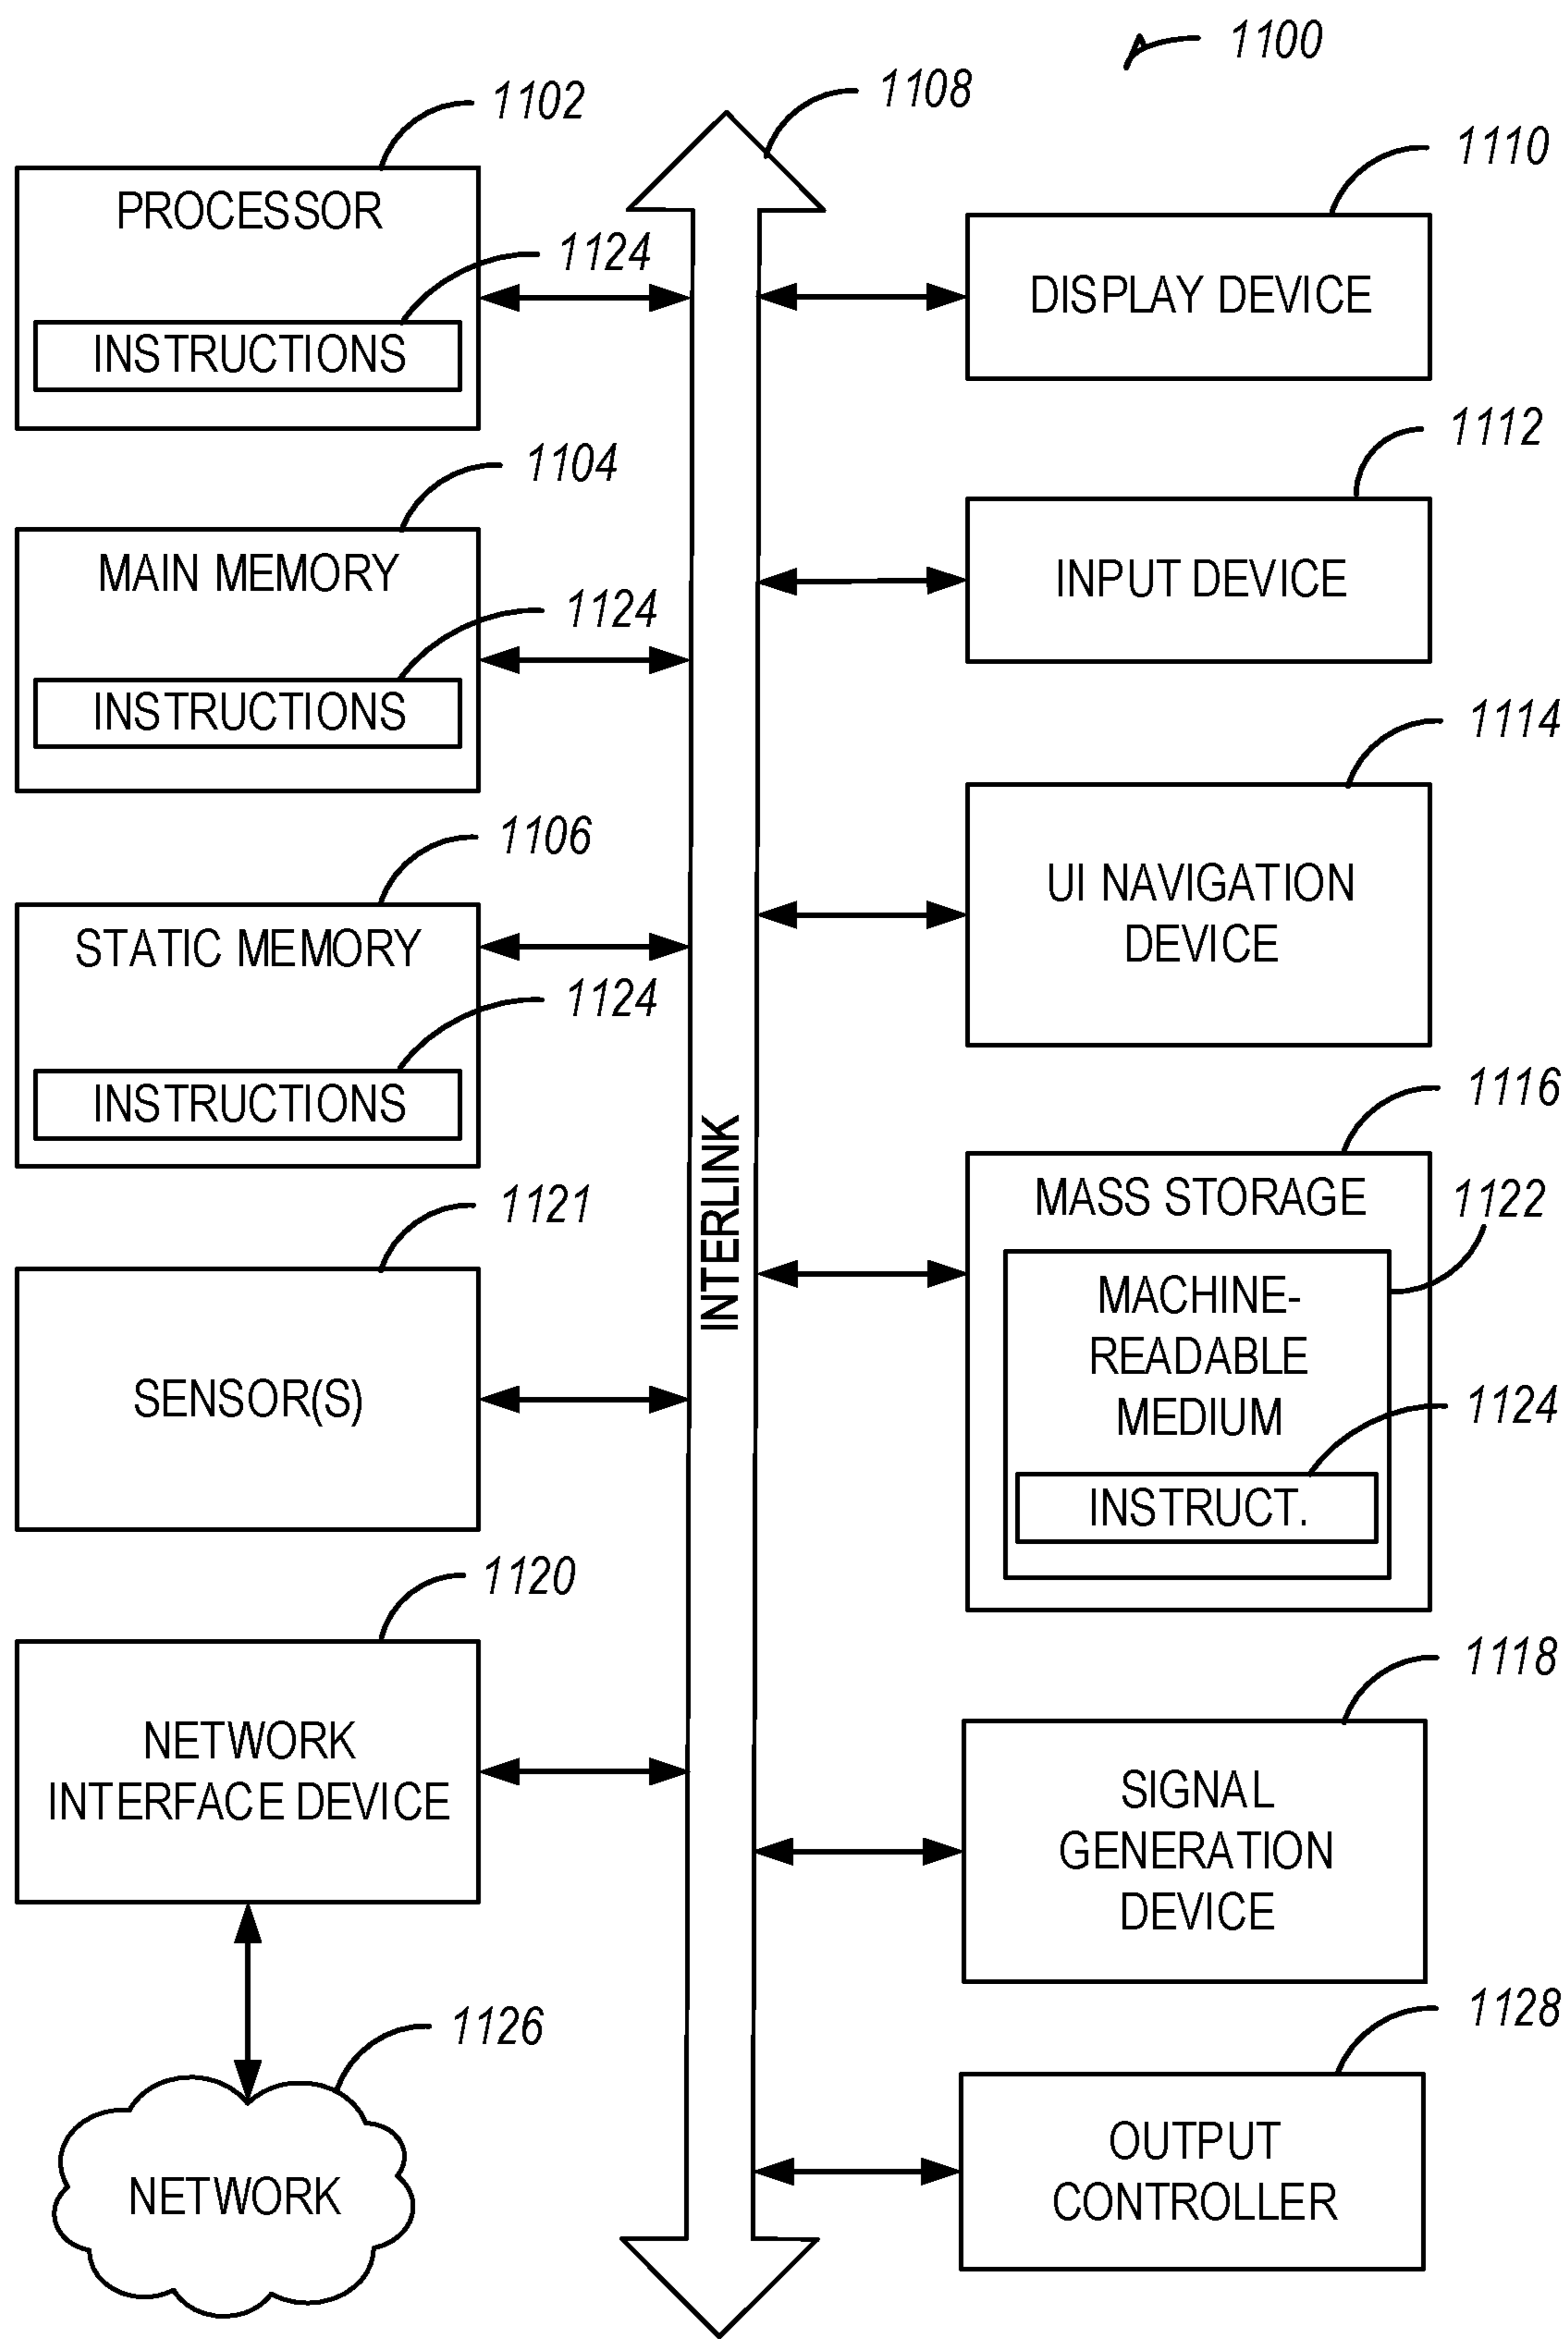 1100
1108
1102
PROCESSOR
1124
INSTRUCTIONS
1104
MAIN MEMORY
1124
INSTRUCTIONS
1106
STATIC MEMORY
1124
INSTRUCTIONS
1121
SENSOR(S)
1120
NETWORK
INTERFACE DEVICE
1126
NETWORK
INTERLINK
1110
DISPLAY DEVICE
1112
INPUT DEVICE
1114
UI NAVIGATION
DEVICE
1116
MASS STORAGE
1122
MACHINE-
READABLE
MEDIUM
1124
INSTRUCT.
1118
SIGNAL
GENERATION
DEVICE
1128
OUTPUT
CONTROLLER